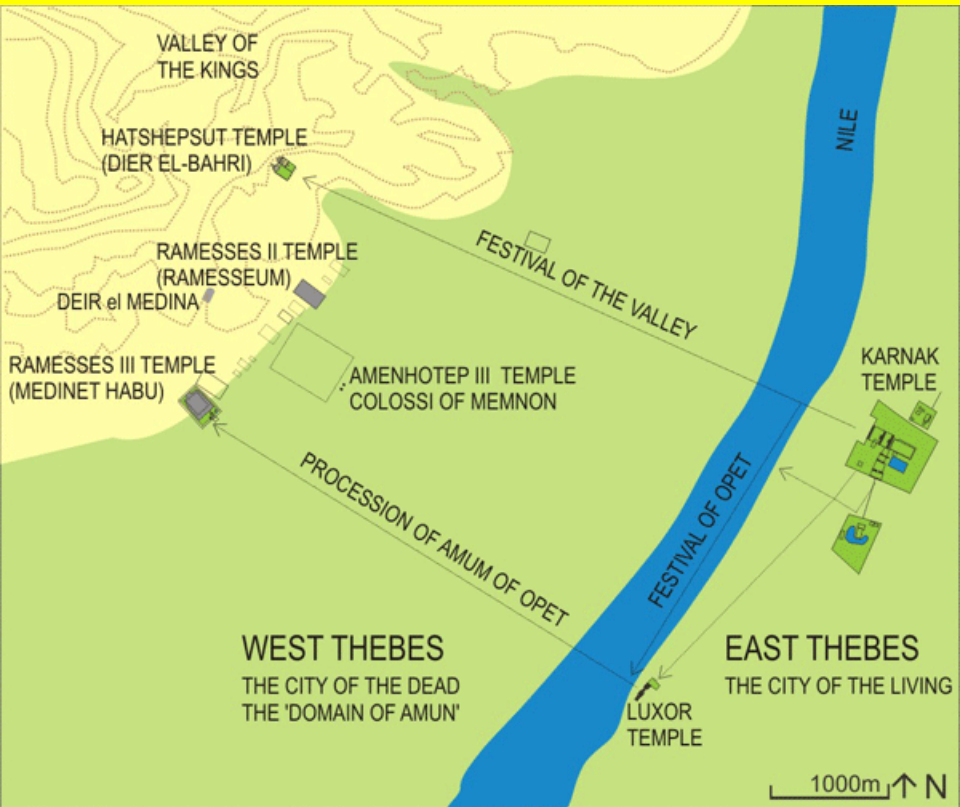 VALLEY OF
THE KINGS
NILE
HATSHEPSUT TEMPLE
(DIER EL-BAHRI)
FESTIVAL OF THE VALLEY
RAMESSES II TEMPLE
(RAMESSEUM)
DEIR el MEDINA
RAMESSES III TEMPLE
(MEDINET HABU)
AMENHOTEP III TEMPLE
COLOSSI OF MEMNON
KARNAK
TEMPLE
PROCESSION OF AMUM OF OPET
FESTIVAL OF OPET
WEST THEBES
THE CITY OF THE DEAD
THE 'DOMAIN OF AMUN'
EAST THEBES
THE CITY OF THE LIVING
LUXOR
TEMPLE
1000m N